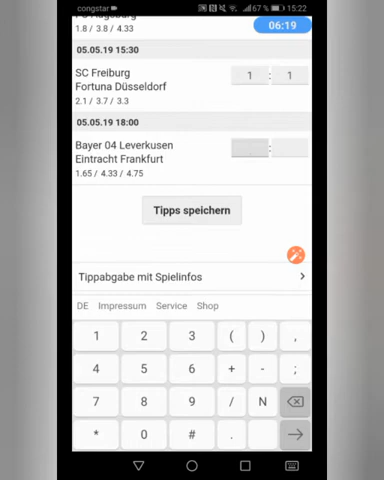 congstar 67 % 15:22
06:19
1.8 / 3.8 / 4.33
05.05.19 15:30
SC Freiburg
Fortuna Düsseldorf
1 : 1
2.1 / 3.7 / 3.3
05.05.19 18:00
Bayer 04 Leverkusen
Eintracht Frankfurt
:
1.65 / 4.33 / 4.75
Tipps speichern
Tippabgabe mit Spielinfos
DE Impressum Service Shop
1 2 3 ( ) ,
4 5 6 + - ;
7 8 9 / N
* 0 # .